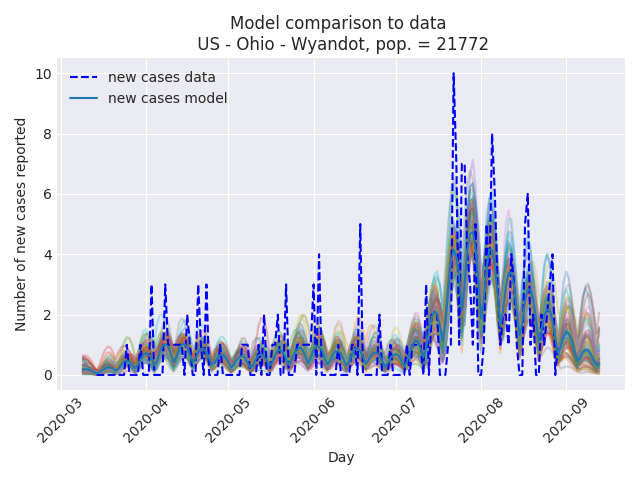 Model comparison to data
US - Ohio - Wyandot, pop. = 21772
new cases data
new cases model
Number of new cases reported
10
8
6
4
2
0
2020-03
2020-04
2020-05
2020-06
2020-07
2020-08
2020-09
Day